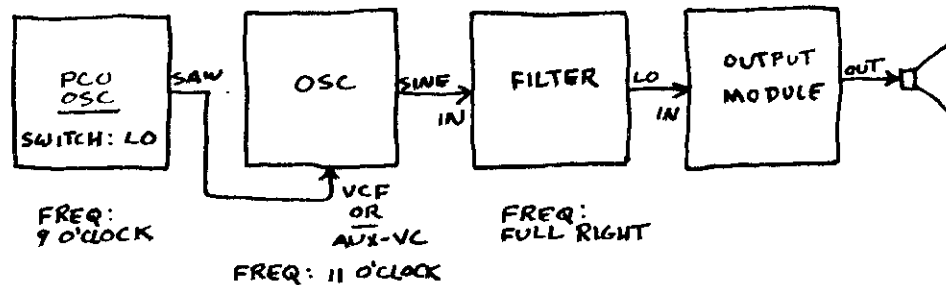 PCO
OSC
SWITCH: LO
SAW
FREQ:
9 O'CLOCK
OSC
VCF
OR
AUX-VC
FREQ: 11 O'CLOCK
SINE
IN
FILTER
FREQ:
FULL RIGHT
LO
IN
OUTPUT
MODULE
OUT